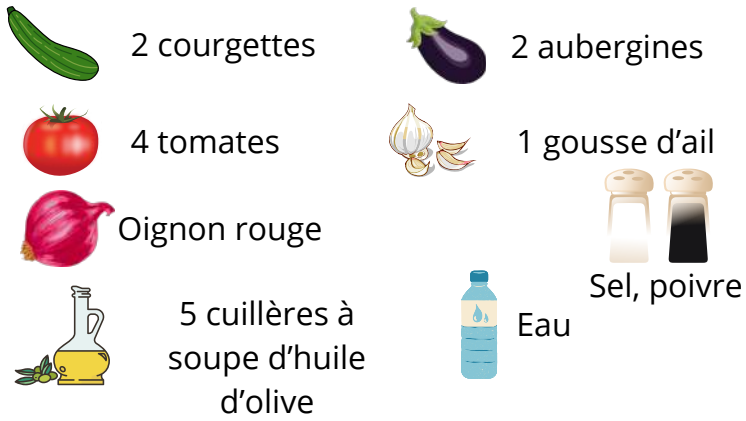 2 courgettes
2 aubergines
4 tomates
1 gousse d’ail
Oignon rouge
Sel, poivre
5 cuillères à
soupe d’huile
d’olive
Eau